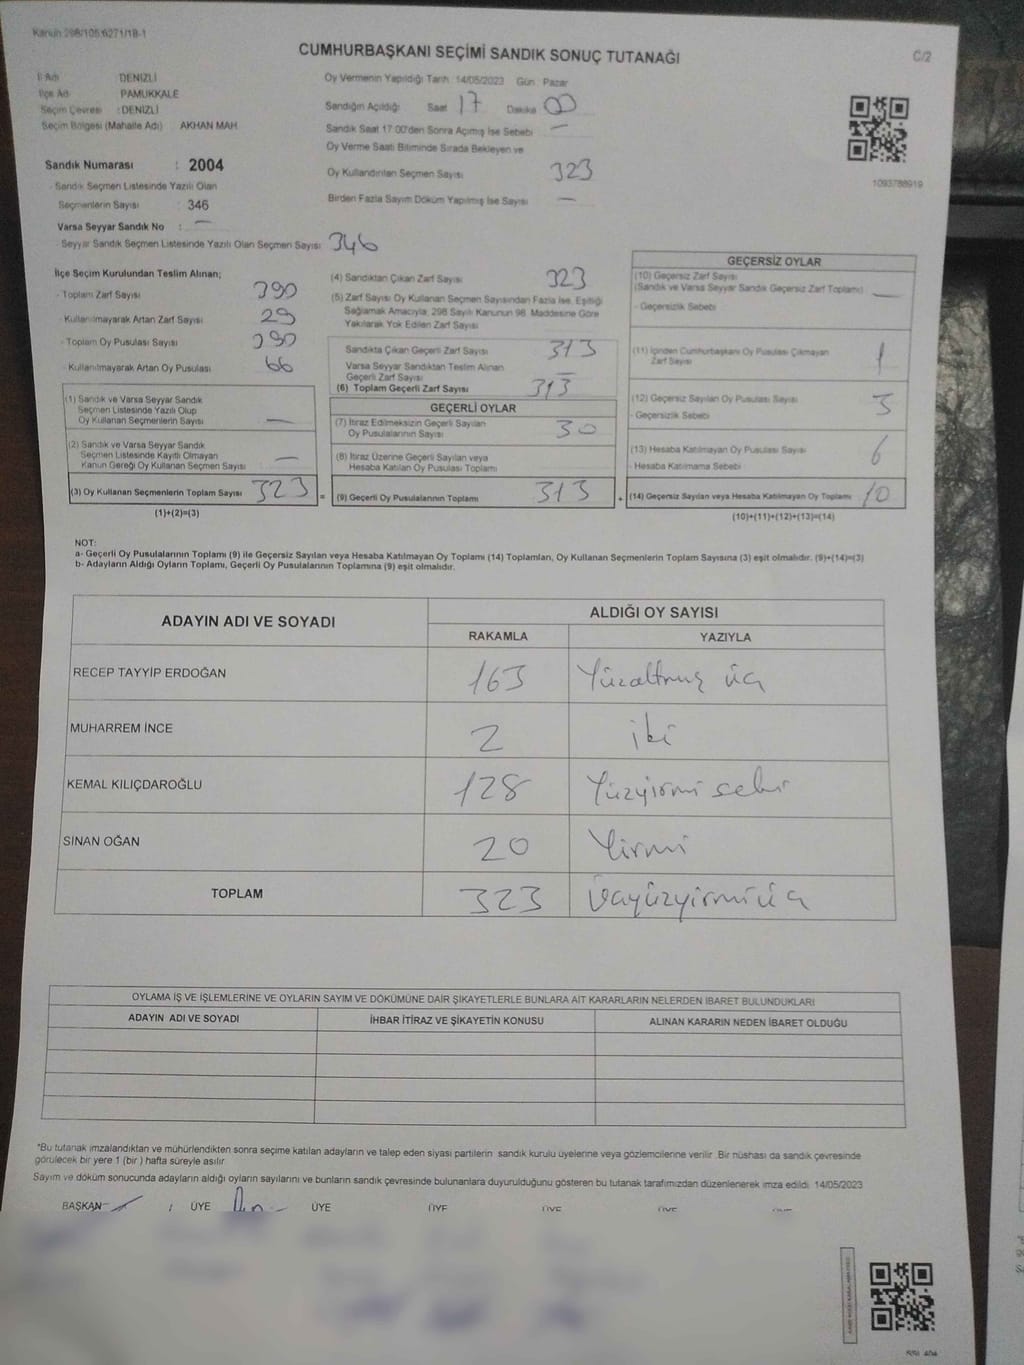 Kanun 298/105;6271/18-1
CUMHURBAŞKANI SEÇİMİ SANDIK SONUÇ TUTANAĞI
C/2
İl Adı DENİZLİ
İlçe Adı PAMUKKALE
Seçim Çevresi : DENİZLİ
Seçim Bölgesi (Mahalle Adı) AKHAN MAH.
Sandık Numarası : 2004
- Sandık Seçmen Listesinde Yazılı Olan
Seçmenlerin Sayısı : 346
Varsa Seyyar Sandık No : —
- Seyyar Sandık Seçmen Listesinde Yazılı Olan Seçmen Sayısı: 346
Oy Vermenin Yapıldığı Tarih :14/05/2023 Gün: Pazar
Sandığın Açıldığı Saat 17 Dakika 00
Sandık Saat 17:00'den Sonra Açılmış İse Sebebi —
Oy Verme Saati Bitiminde Sırada Bekleyen ve
Oy Kullandırılan Seçmen Sayısı 323
Birden Fazla Sayım Döküm Yapılmış İse Sayısı —
1093788919
İlçe Seçim Kurulundan Teslim Alınan;
- Toplam Zarf Sayısı 390
- Kullanılmayarak Artan Zarf Sayısı 29
- Toplam Oy Pusulası Sayısı 390
- Kullanılmayarak Artan Oy Pusulası 66
(1) Sandık ve Varsa Seyyar Sandık
Seçmen Listesinde Yazılı Olup
Oy Kullanan Seçmenlerin Sayısı —
(2) Sandık ve Varsa Seyyar Sandık
Seçmen Listesinde Kayıtlı Olmayan
Kanun Gereği Oy Kullanan Seçmen Sayısı —
(3) Oy Kullanan Seçmenlerin Toplam Sayısı 323 =
(1)+(2)=(3)
(4) Sandıktan Çıkan Zarf Sayısı 323
(5) Zarf Sayısı Oy Kullanan Seçmen Sayısından Fazla İse, Eşitliği
Sağlamak Amacıyla, 298 Sayılı Kanunun 98. Maddesine Göre
Yakılarak Yok Edilen Zarf Sayısı
Sandıkta Çıkan Geçerli Zarf Sayısı 313
Varsa Seyyar Sandıktan Teslim Alınan
Geçerli Zarf Sayısı —
(6) Toplam Geçerli Zarf Sayısı 313
GEÇERLİ OYLAR
(7) İtiraz Edilmeksizin Geçerli Sayılan
Oy Pusulalarının Sayısı 30
(8) İtiraz Üzerine Geçerli Sayılan veya
Hesaba Katılan Oy Pusulası Toplamı
(9) Geçerli Oy Pusulalarının Toplamı 313 +
GEÇERSİZ OYLAR
(10) Geçersiz Zarf Sayısı
(Sandık ve Varsa Seyyar Sandık Geçersiz Zarf Toplamı) —
- Geçersizlik Sebebi
(11) İçinden Cumhurbaşkanı Oy Pusulası Çıkmayan
Zarf Sayısı 1
(12) Geçersiz Sayılan Oy Pusulası Sayısı 3
- Geçersizlik Sebebi
(13) Hesaba Katılmayan Oy Pusulası Sayısı 6
- Hesaba Katılmama Sebebi
(14) Geçersiz Sayılan veya Hesaba Katılmayan Oy Toplamı 10
(10)+(11)+(12)+(13)=(14)
NOT:
a- Geçerli Oy Pusulalarının Toplamı (9) ile Geçersiz Sayılan veya Hesaba Katılmayan Oy Toplamı (14) Toplamları, Oy Kullanan Seçmenlerin Toplam Sayısına (3) eşit olmalıdır. (9)+(14)=(3)
b- Adayların Aldığı Oyların Toplamı, Geçerli Oy Pusulalarının Toplamına (9) eşit olmalıdır.
ADAYIN ADI VE SOYADI ALDIĞI OY SAYISI
RAKAMLA YAZIYLA
RECEP TAYYİP ERDOĞAN 163 Yüzaltmış üç
MUHARREM İNCE 2 iki
KEMAL KILIÇDAROĞLU 128 Yüzyirmi sekiz
SİNAN OĞAN 20 Yirmi
TOPLAM 323 üçyüzyirmiüç
OYLAMA İŞ VE İŞLEMLERİNE VE OYLARIN SAYIM VE DÖKÜMÜNE DAİR ŞİKAYETLERLE BUNLARA AİT KARARLARIN NELERDEN İBARET BULUNDUKLARI
ADAYIN ADI VE SOYADI İHBAR İTİRAZ VE ŞİKAYETİN KONUSU ALINAN KARARIN NEDEN İBARET OLDUĞU
*Bu tutanak imzalandıktan ve mühürlendikten sonra seçime katılan adayların ve talep eden siyasi partilerin sandık kurulu üyelerine veya gözlemcilerine verilir. Bir nüshası da sandık çevresinde
görülecek bir yere 1 (bir) hafta süreyle asılır
Sayım ve döküm sonucunda adayların aldığı oyların sayılarını ve bunların sandık çevresinde bulunanlara duyurulduğunu gösteren bu tutanak tarafımızdan düzenlenerek imza edildi. 14/05/2023
BAŞKAN ÜYE ÜYE ÜYE ÜYE ÜYE